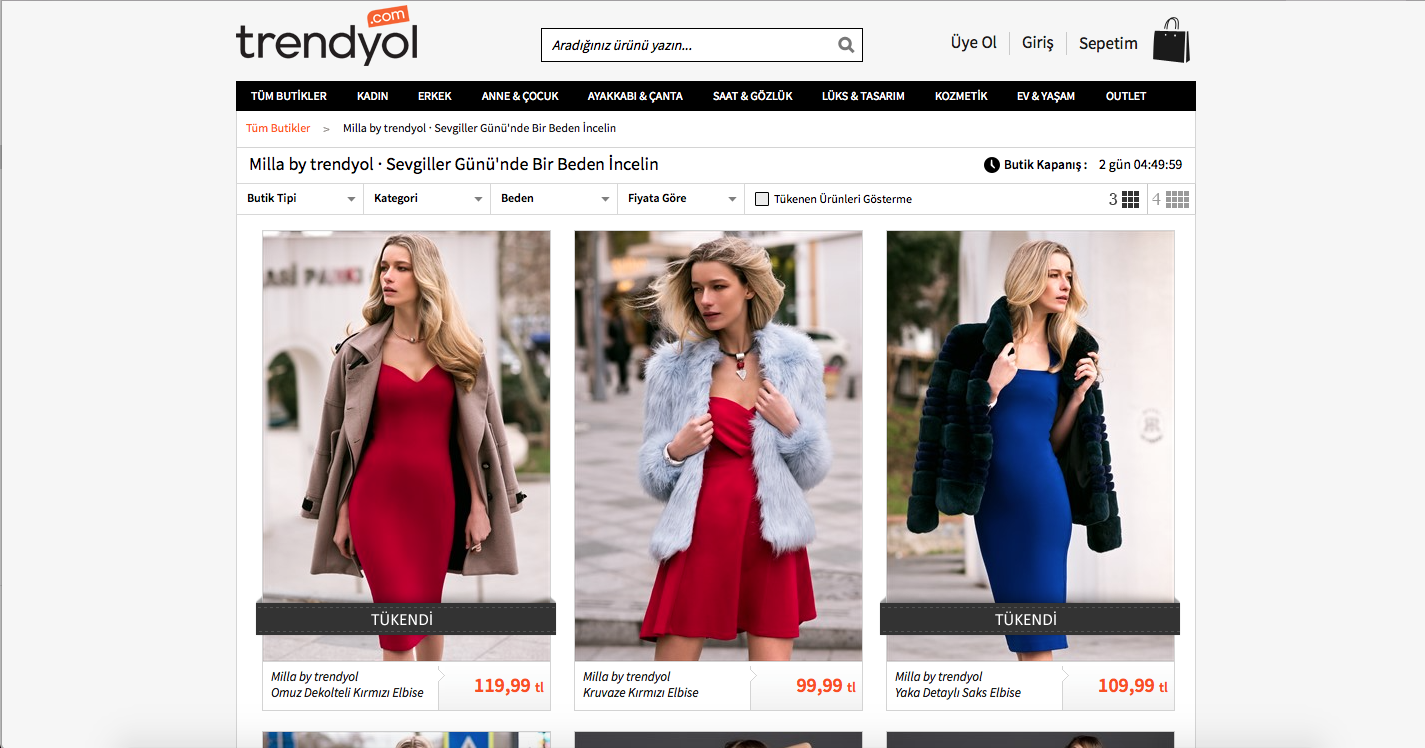 trendyol
.com
Aradığınız ürünü yazın...
Üye Ol
Giriş
Sepetim
TÜM BUTİKLER
KADIN
ERKEK
ANNE & ÇOCUK
AYAKKABI & ÇANTA
SAAT & GÖZLÜK
LÜKS & TASARIM
KOZMETİK
EV & YAŞAM
OUTLET
Tüm Butikler > Milla by trendyol · Sevgiller Günü'nde Bir Beden İncelin
Milla by trendyol · Sevgiller Günü'nde Bir Beden İncelin
Butik Kapanış : 2 gün 04:49:59
Butik Tipi
Kategori
Beden
Fiyata Göre
Tükenen Ürünleri Gösterme
3
4
TÜKENDİ
Milla by trendyol
Omuz Dekolteli Kırmızı Elbise
119,99 tl
Milla by trendyol
Kruvaze Kırmızı Elbise
99,99 tl
TÜKENDİ
Milla by trendyol
Yaka Detaylı Saks Elbise
109,99 tl